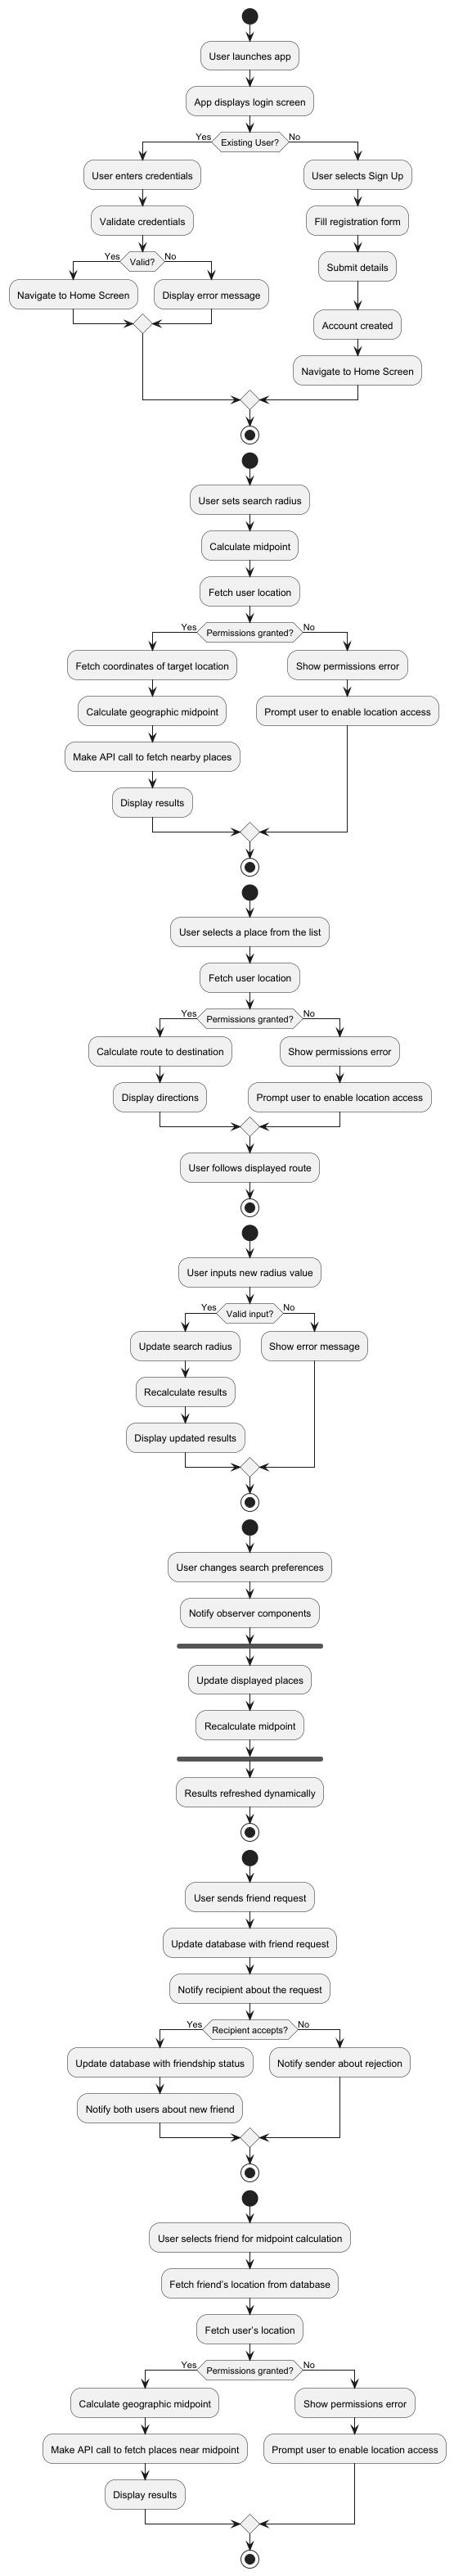 User launches app
App displays login screen
Yes
Existing User?
No
User enters credentials
User selects Sign Up
Validate credentials
Fill registration form
Yes
Valid?
No
Submit details
Navigate to Home Screen
Display error message
Account created
Navigate to Home Screen
User sets search radius
Calculate midpoint
Fetch user location
Yes
Permissions granted?
No
Fetch coordinates of target location
Show permissions error
Calculate geographic midpoint
Prompt user to enable location access
Make API call to fetch nearby places
Display results
User selects a place from the list
Fetch user location
Yes
Permissions granted?
No
Calculate route to destination
Show permissions error
Display directions
Prompt user to enable location access
User follows displayed route
User inputs new radius value
Yes
Valid input?
No
Update search radius
Show error message
Recalculate results
Display updated results
User changes search preferences
Notify observer components
Update displayed places
Recalculate midpoint
Results refreshed dynamically
User sends friend request
Update database with friend request
Notify recipient about the request
Yes
Recipient accepts?
No
Update database with friendship status
Notify sender about rejection
Notify both users about new friend
User selects friend for midpoint calculation
Fetch friend's location from database
Fetch user's location
Yes
Permissions granted?
No
Calculate geographic midpoint
Show permissions error
Make API call to fetch places near midpoint
Prompt user to enable location access
Display results